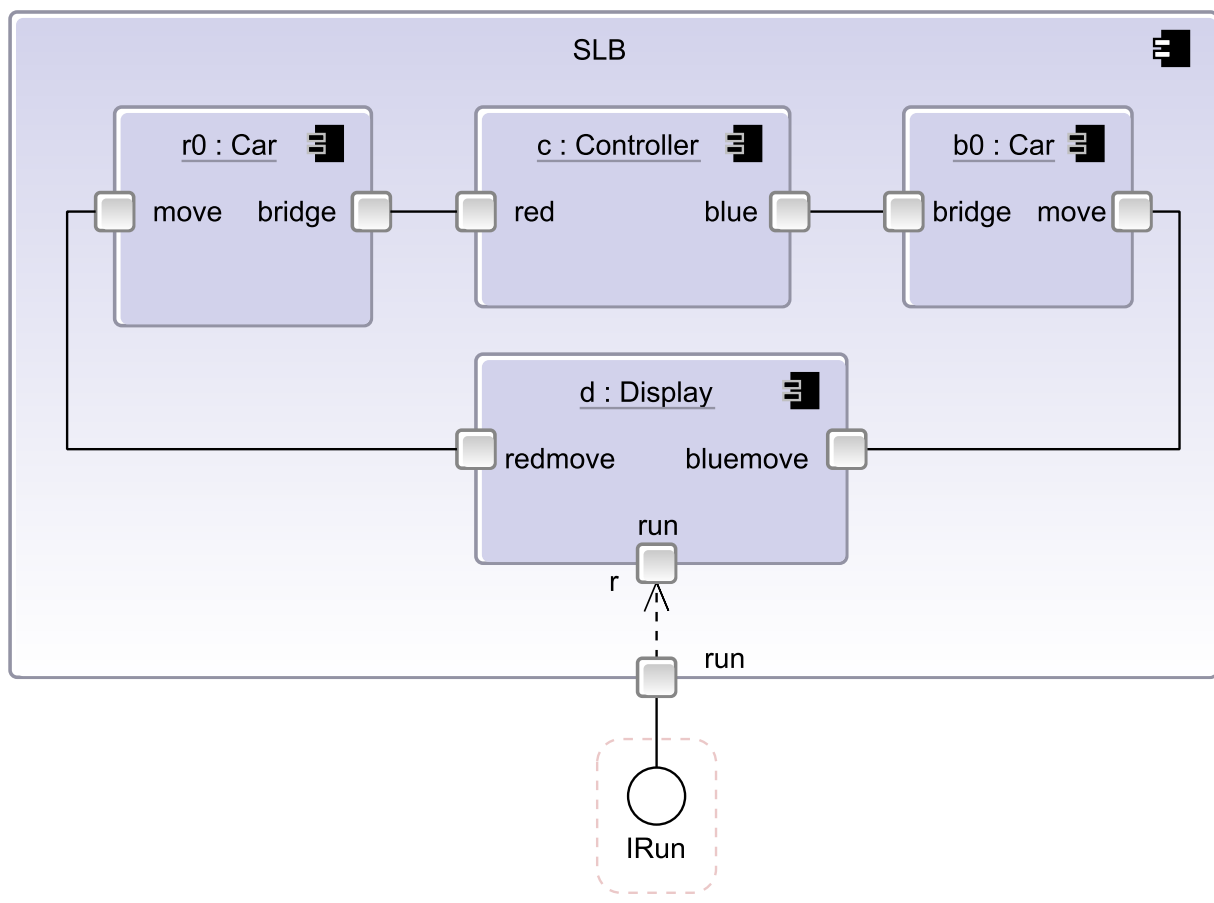 SLB
r0 : Car
c : Controller
b0 : Car
move
bridge
red
blue
bridge
move
d : Display
redmove
bluemove
run
r
run
IRun